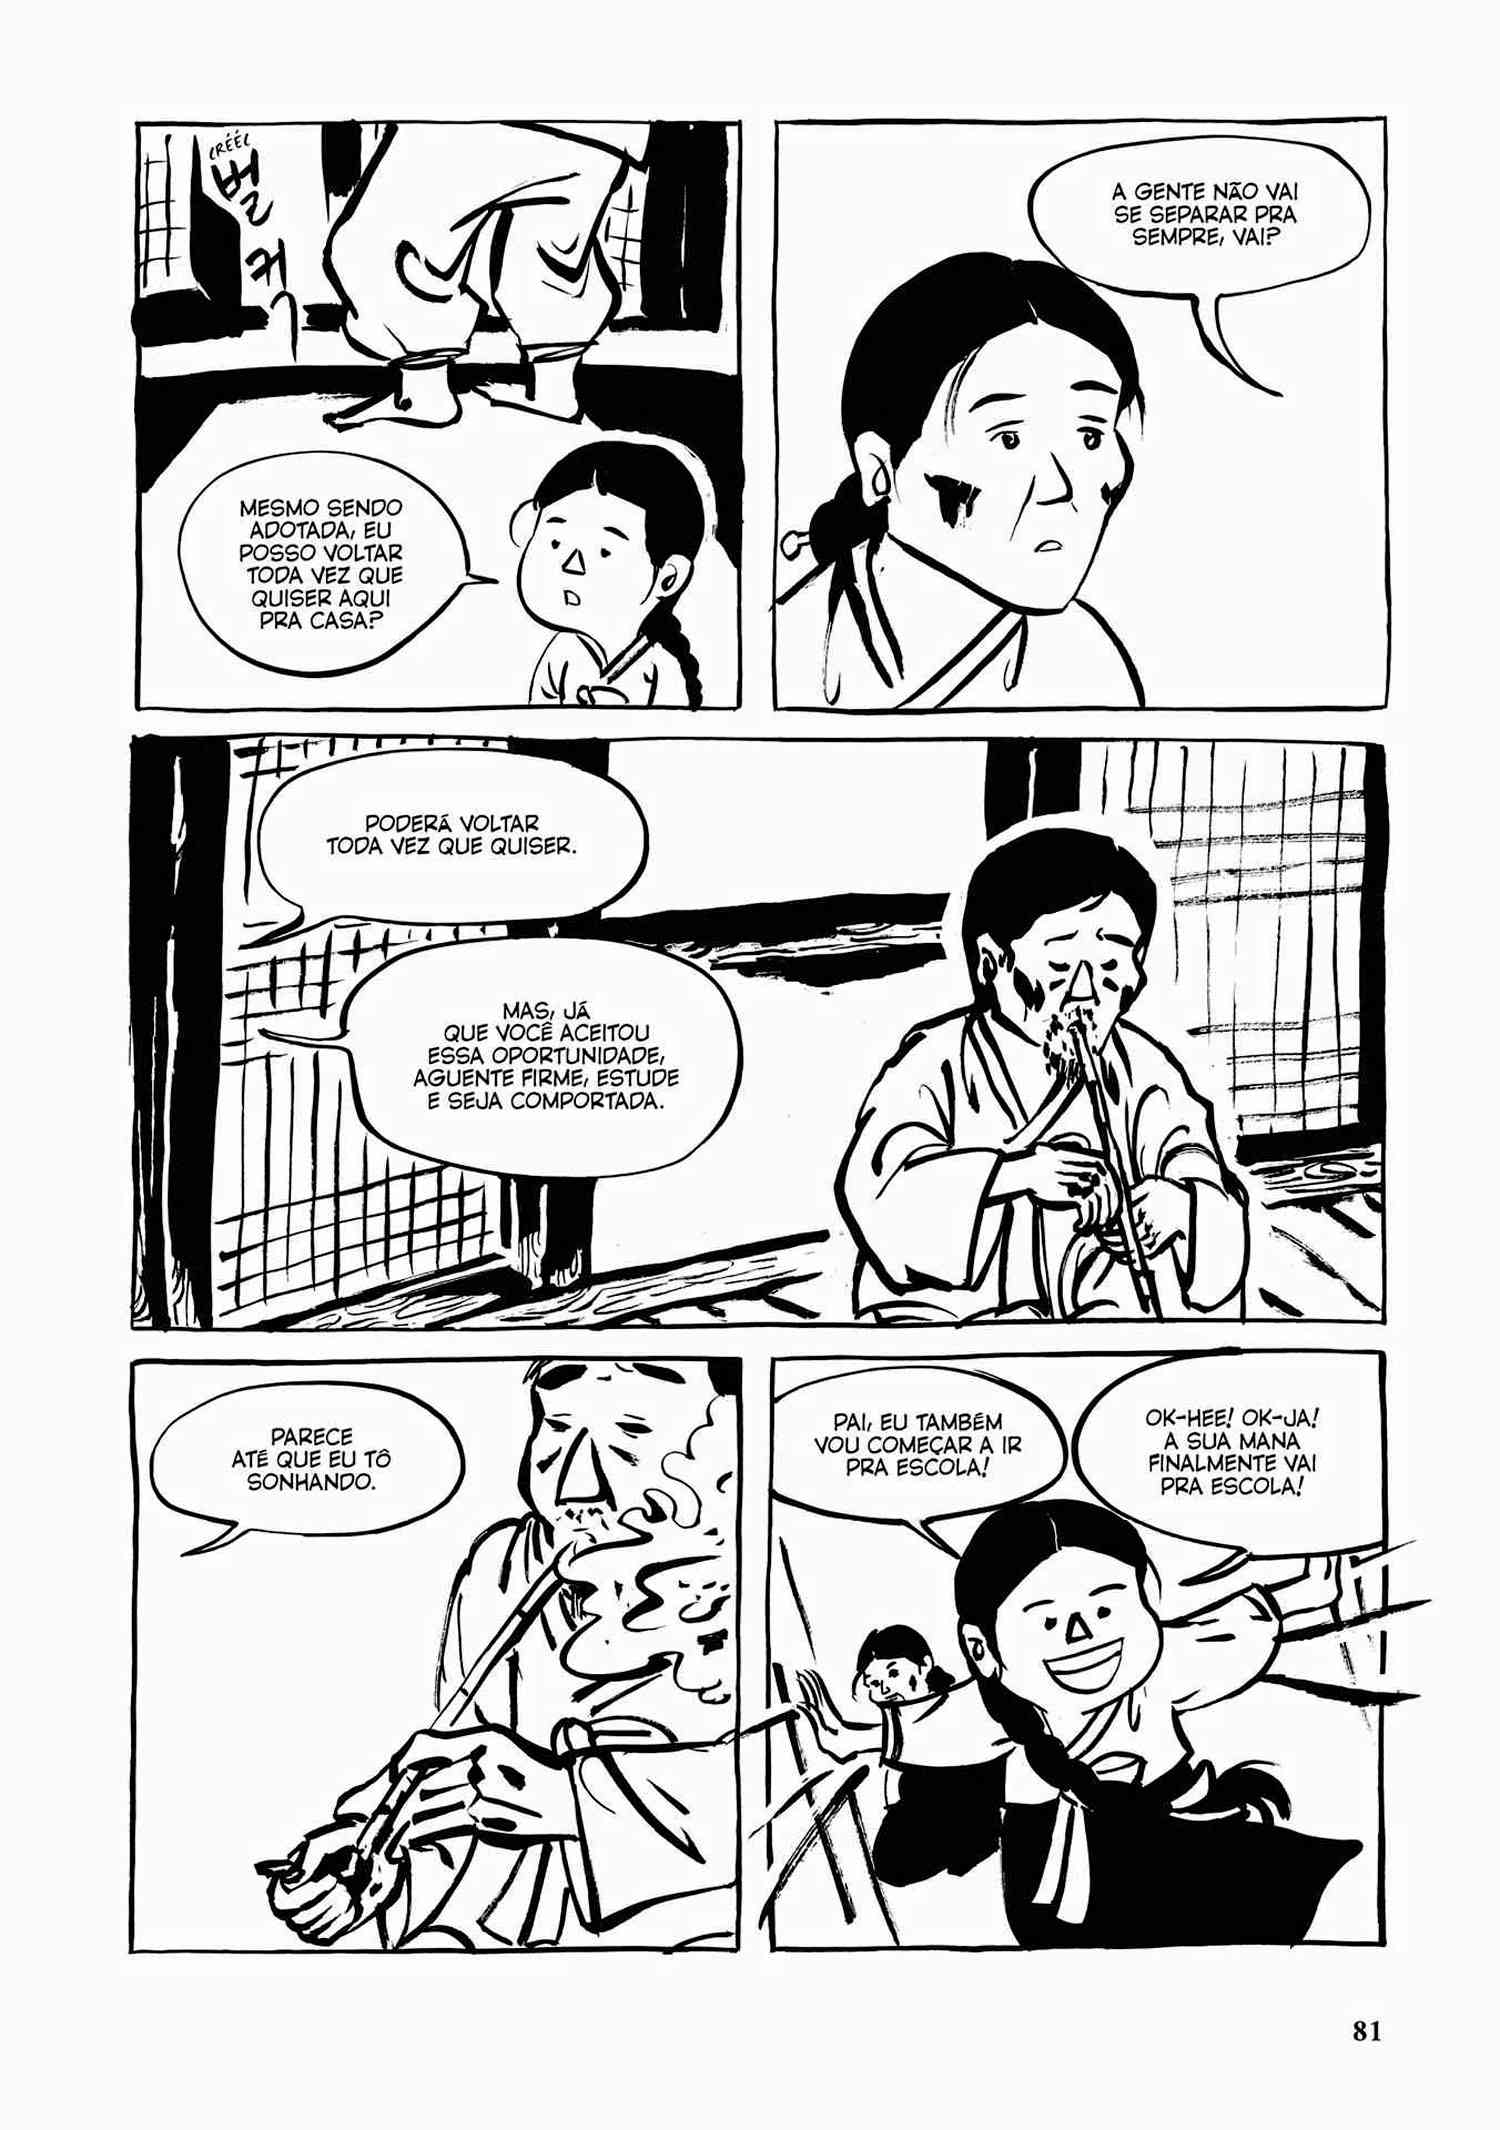 CRÉÉC
벌
커
ㄱ
MESMO SENDO
ADOTADA, EU
POSSO VOLTAR
TODA VEZ QUE
QUISER AQUI
PRA CASA?
A GENTE NÃO VAI
SE SEPARAR PRA
SEMPRE, VAI?
PODERÁ VOLTAR
TODA VEZ QUE QUISER.
MAS, JÁ
QUE VOCÊ ACEITOU
ESSA OPORTUNIDADE,
AGUENTE FIRME, ESTUDE
E SEJA COMPORTADA.
PARECE
ATÉ QUE EU TÔ
SONHANDO.
PAI, EU TAMBÉM
VOU COMEÇAR A IR
PRA ESCOLA!
OK-HEE! OK-JA!
A SUA MANA
FINALMENTE VAI
PRA ESCOLA!
81